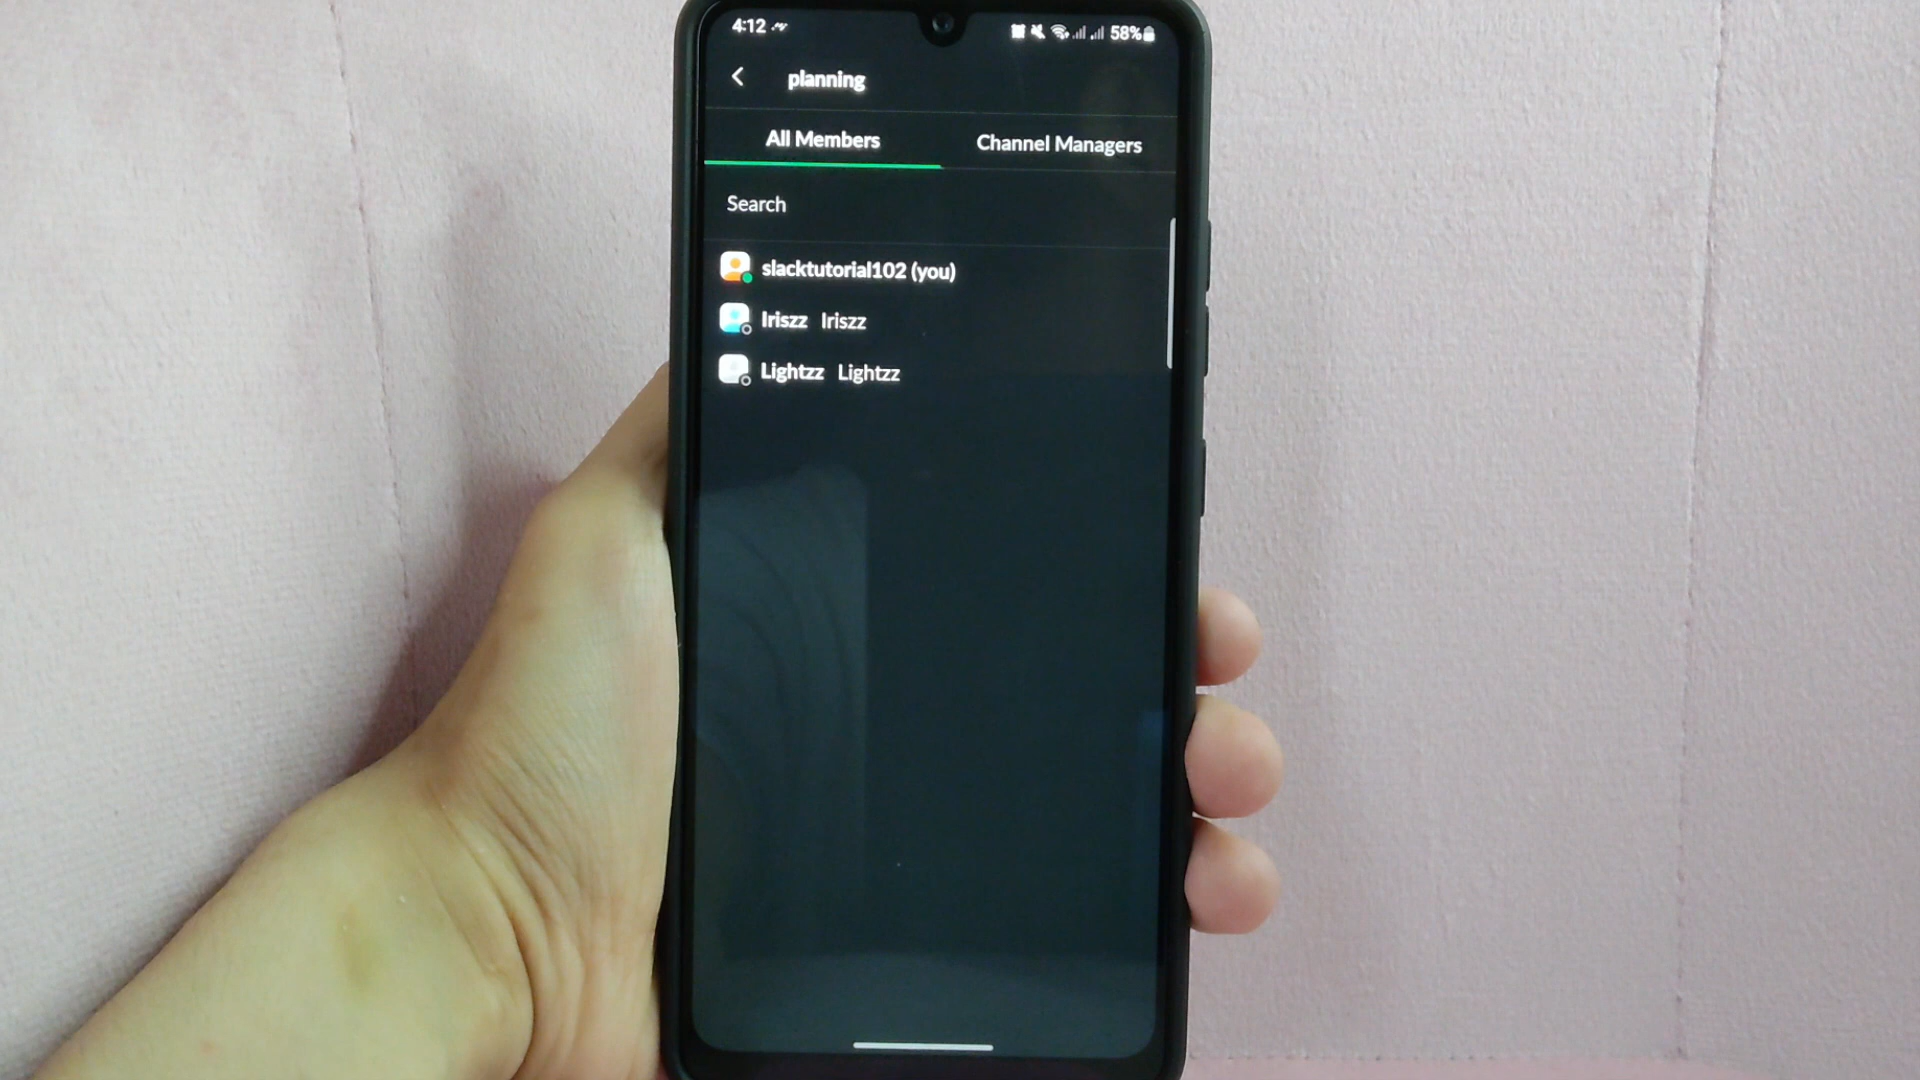 4:12 58%
planning
All Members Channel Managers
Search
slacktutorial102 (you)
Iriszz Iriszz
Lightzz Lightzz